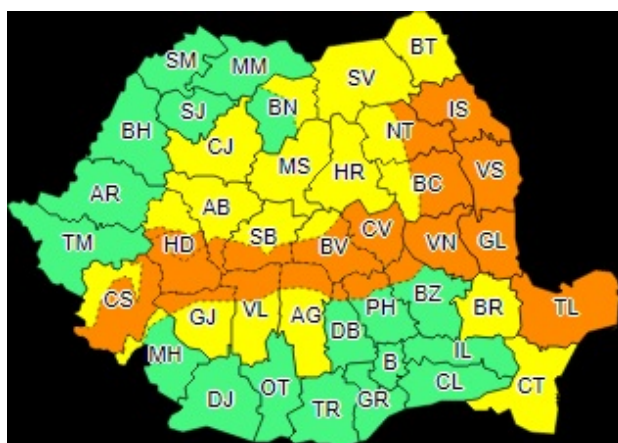 BT
SM
MM
SV
SJ
BN
IS
BH
CJ
NT
MS
HR
BC
VS
AR
AB
TM
HD
SB
BV
CV
VN
GL
CS
GJ
VL
AG
PH
BZ
BR
TL
MH
DB
B
IL
DJ
OT
TR
GR
CL
CT